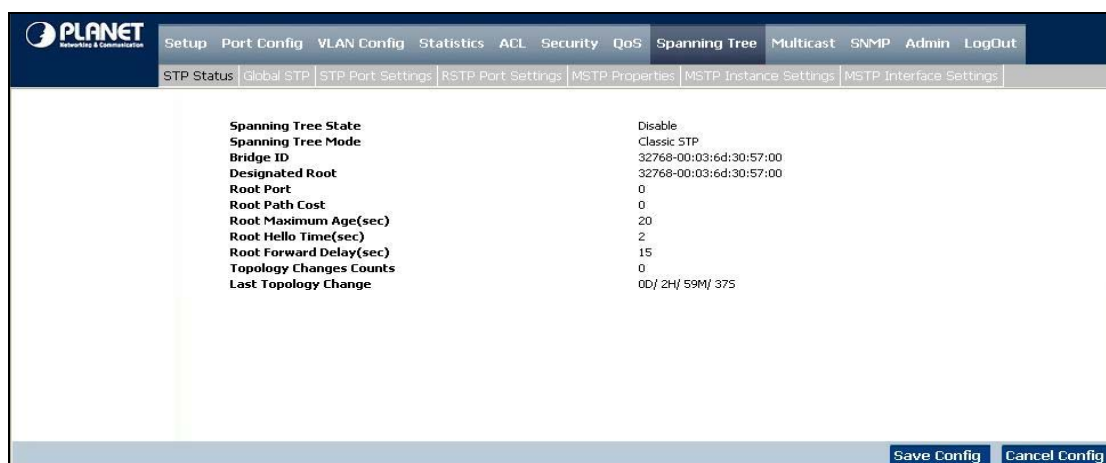 PLANET
Networking & Communication
Setup Port Config VLAN Config Statistics ACL Security QoS Spanning Tree Multicast SNMP Admin LogOut
STP Status Global STP STP Port Settings RSTP Port Settings MSTP Properties MSTP Instance Settings MSTP Interface Settings
Spanning Tree State Disable
Spanning Tree Mode Classic STP
Bridge ID 32768-00:03:6d:30:57:00
Designated Root 32768-00:03:6d:30:57:00
Root Port 0
Root Path Cost 0
Root Maximum Age(sec) 20
Root Hello Time(sec) 2
Root Forward Delay(sec) 15
Topology Changes Counts 0
Last Topology Change 0D/ 2H/ 59M/ 37S
Save Config Cancel Config